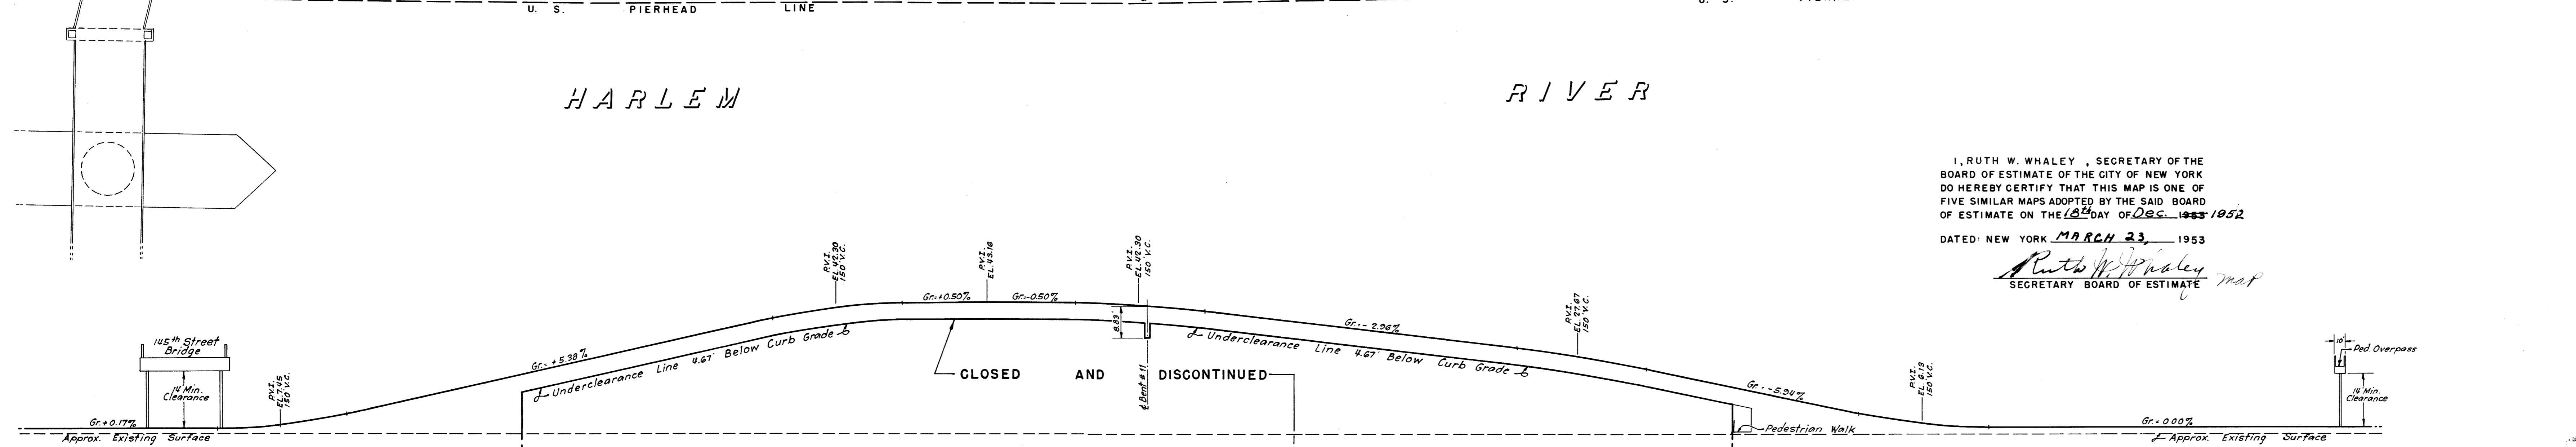 U. S. PIERHEAD LINE
HARLEM RIVER
I, RUTH W. WHALEY , SECRETARY OF THE
BOARD OF ESTIMATE OF THE CITY OF NEW YORK
DO HEREBY CERTIFY THAT THIS MAP IS ONE OF
FIVE SIMILAR MAPS ADOPTED BY THE SAID BOARD
OF ESTIMATE ON THE 18th DAY OF Dec. 1953 1952
DATED: NEW YORK MARCH 23, 1953
Ruth W. Whaley
SECRETARY BOARD OF ESTIMATE
map
145th Street
Bridge
14' Min.
Clearance
Gr. + 0.17%
Approx. Existing Surface
P.V.I.
EL. 7.45
150' V.C.
Gr. = + 5.38%
Underclearance Line 4.67' Below Curb Grade
P.V.I.
EL. 42.30
150' V.C.
Gr. = +0.50%
P.V.I.
EL. 43.16
Gr. = -0.50%
P.V.I.
EL. 42.30
150' V.C.
8.83'
℄ Bent # 11
CLOSED AND DISCONTINUED
Underclearance Line 4.67' Below Curb Grade
Gr. = - 2.96%
P.V.I.
EL. 27.67
150' V.C.
Gr. = -5.94%
Pedestrian Walk
P.V.I.
EL. 6.13
150' V.C.
Gr. = 0.00%
Approx. Existing Surface
10'
Ped. Overpass
14' Min.
Clearance